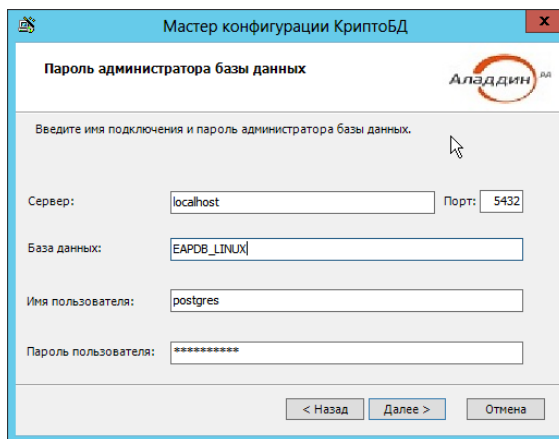 Мастер конфигурации КриптоБД
x
Пароль администратора базы данных
Аладдин РД
Введите имя подключения и пароль администратора базы данных.
Сервер: localhost Порт: 5432
База данных: EAPDB_LINUX
Имя пользователя: postgres
Пароль пользователя: **********
< Назад Далее > Отмена